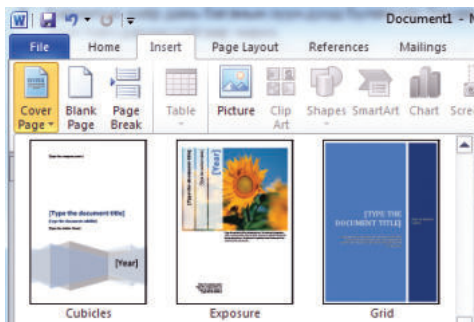 Document1 -
File Home Insert Page Layout References Mailings
Cover Page Blank Page Page Break Table Picture Clip Art Shapes SmartArt Chart
[Type the document title]
[Year]
[Year]
[TYPE THE
DOCUMENT TITLE]
Cubicles Exposure Grid